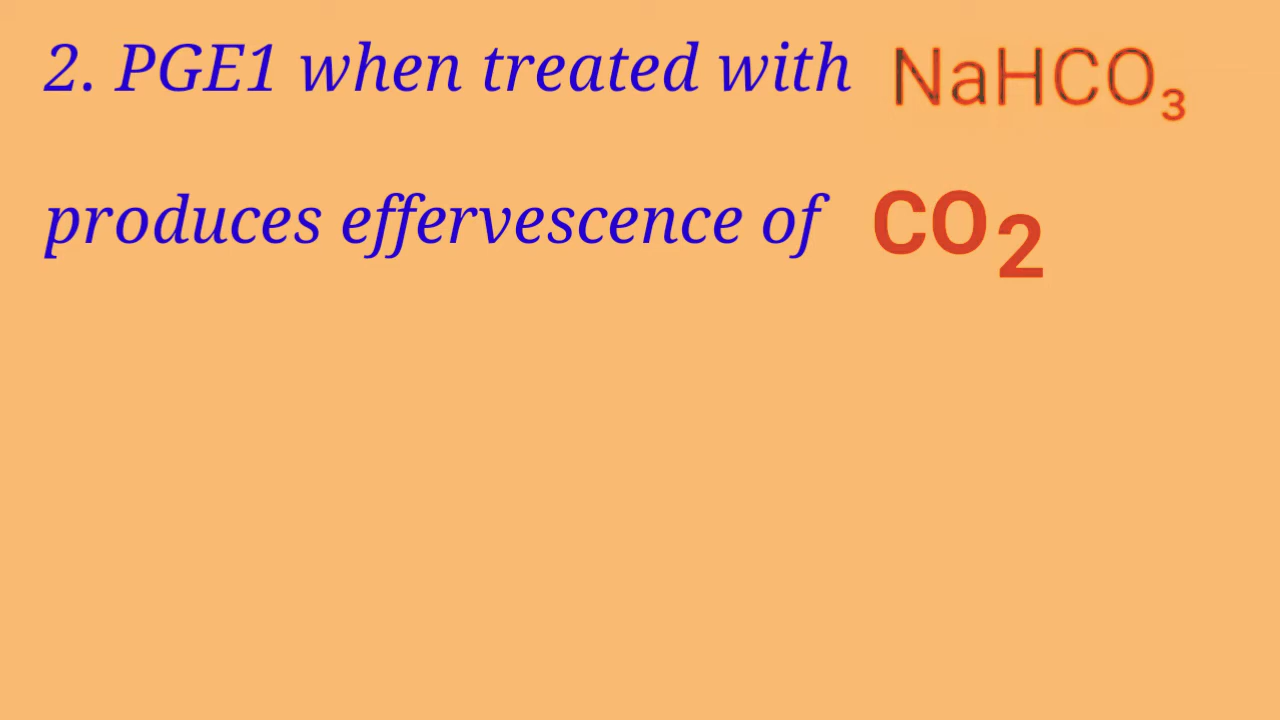 2. PGE1 when treated with NaHCO₃
produces effervescence of CO₂